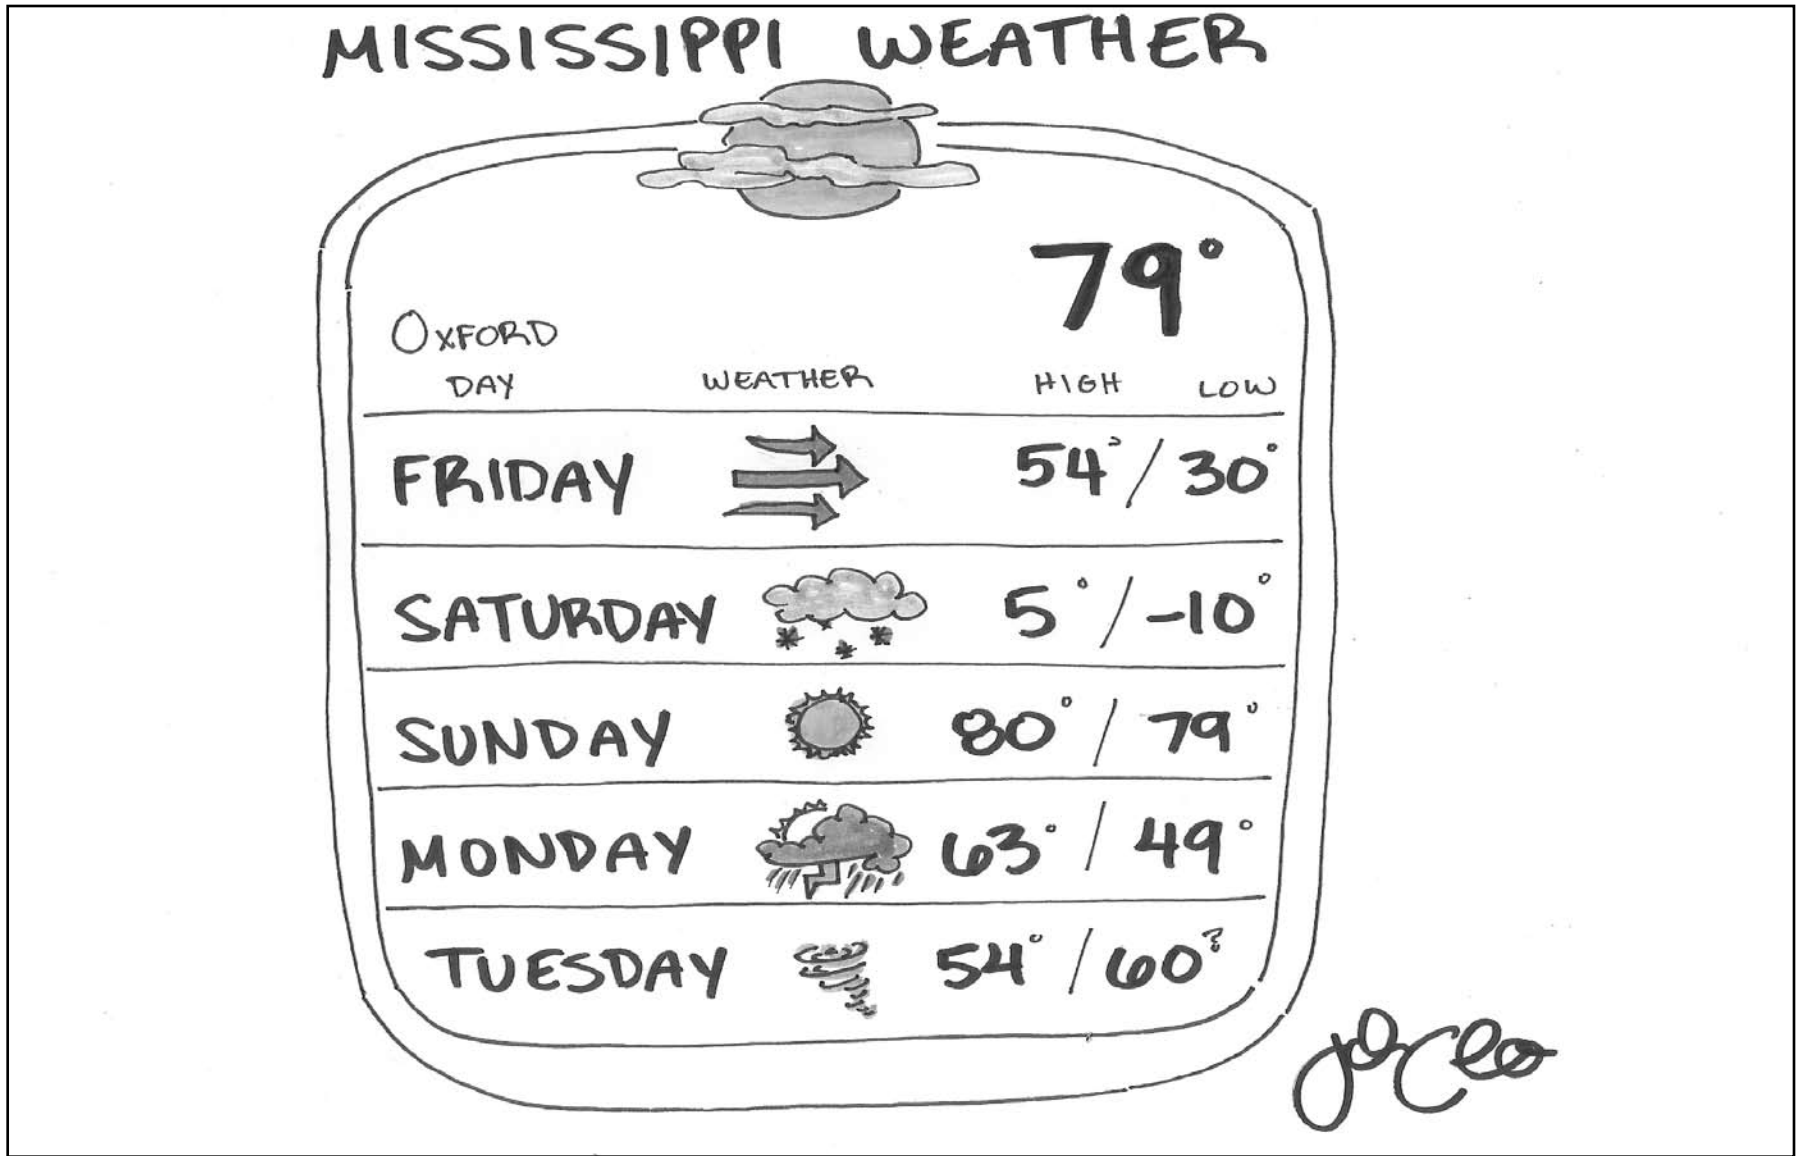 MISSISSIPPI WEATHER
79°
OXFORD
DAY WEATHER HIGH LOW
FRIDAY 54°/30°
SATURDAY 5°/-10°
SUNDAY 80°/79°
MONDAY 63°/49°
TUESDAY 54°/60?